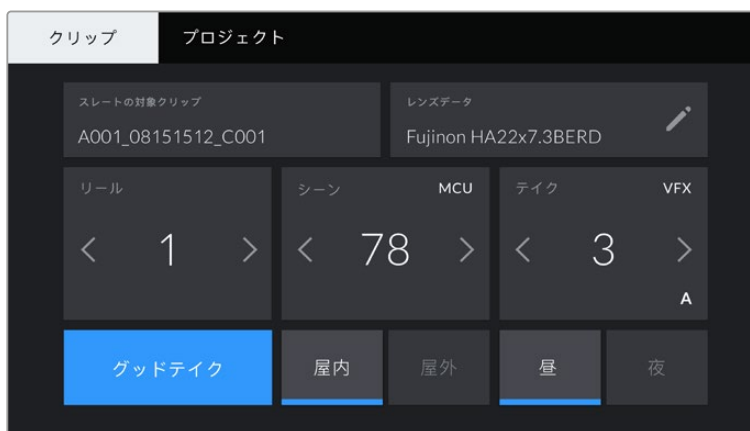 クリップ プロジェクト
スレートの対象クリップ レンズデータ
A001_08151512_C001 Fujinon HA22x7.3BERD
リール シーン MCU テイク VFX
< 1 > < 78 > < 3 >
A
グッドテイク 屋内 屋外 昼 夜